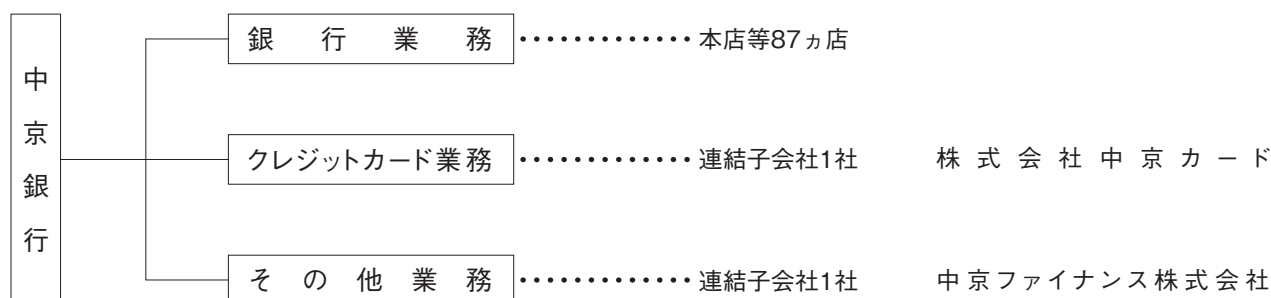 中京銀行
銀行業務 ・・・・・・・・・・・・・ 本店等87ヵ店
クレジットカード業務 ・・・・・・・・・・・・・ 連結子会社1社 株式会社中京カード
その他業務 ・・・・・・・・・・・・・ 連結子会社1社 中京ファイナンス株式会社